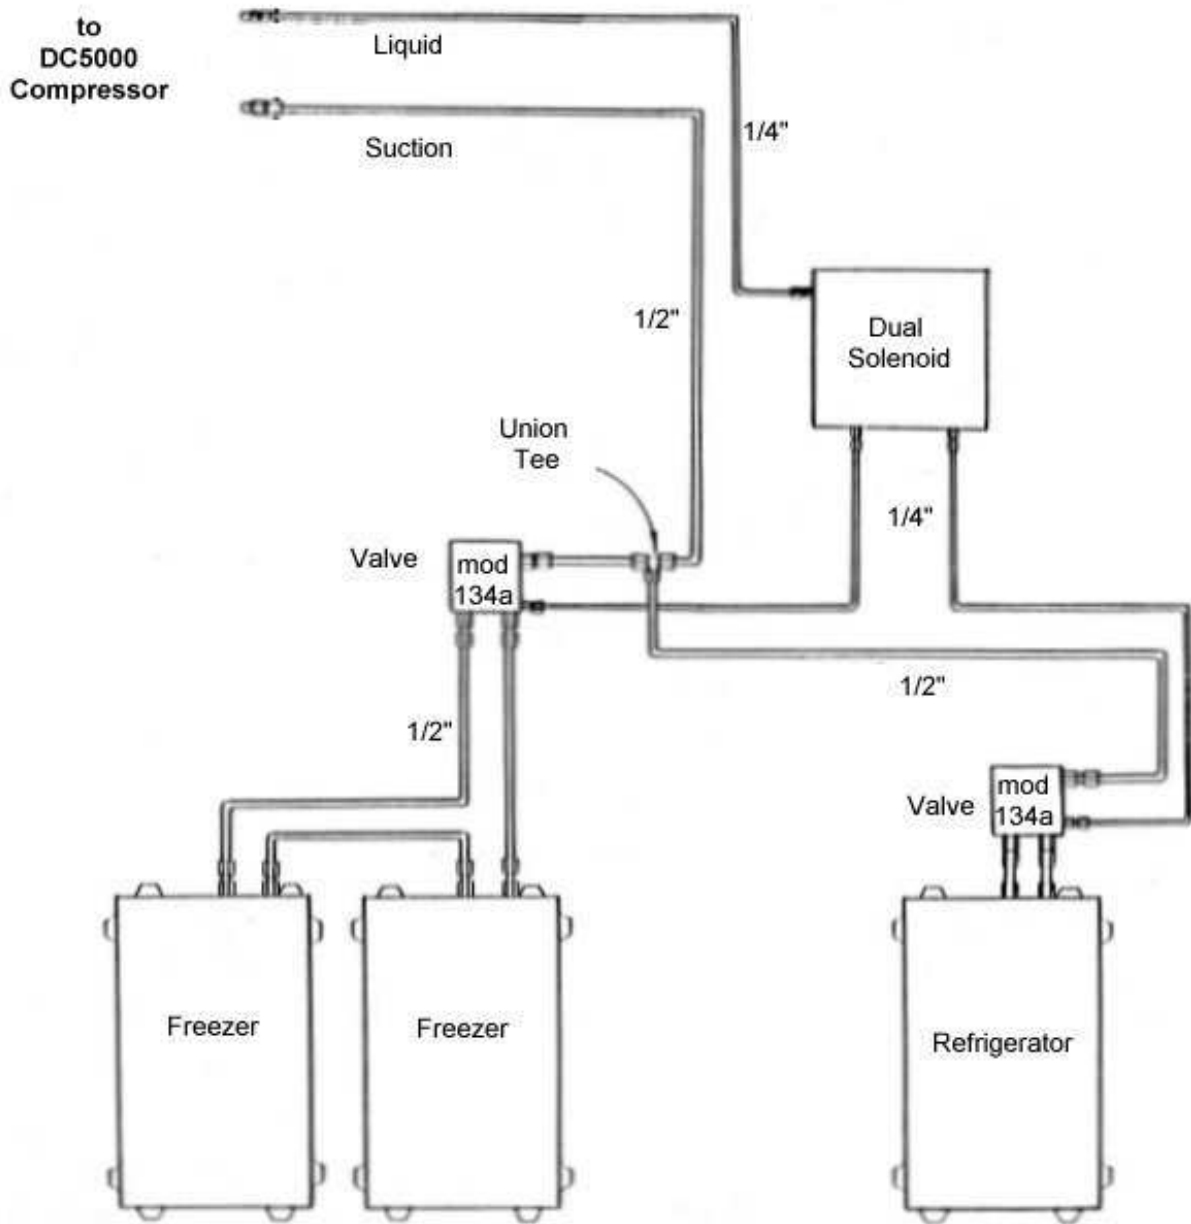 to
DC5000
Compressor
Liquid
Suction
1/4"
1/2"
Dual
Solenoid
Union
Tee
1/4"
Valve
mod
134a
1/2"
1/2"
Valve
mod
134a
Freezer
Freezer
Refrigerator